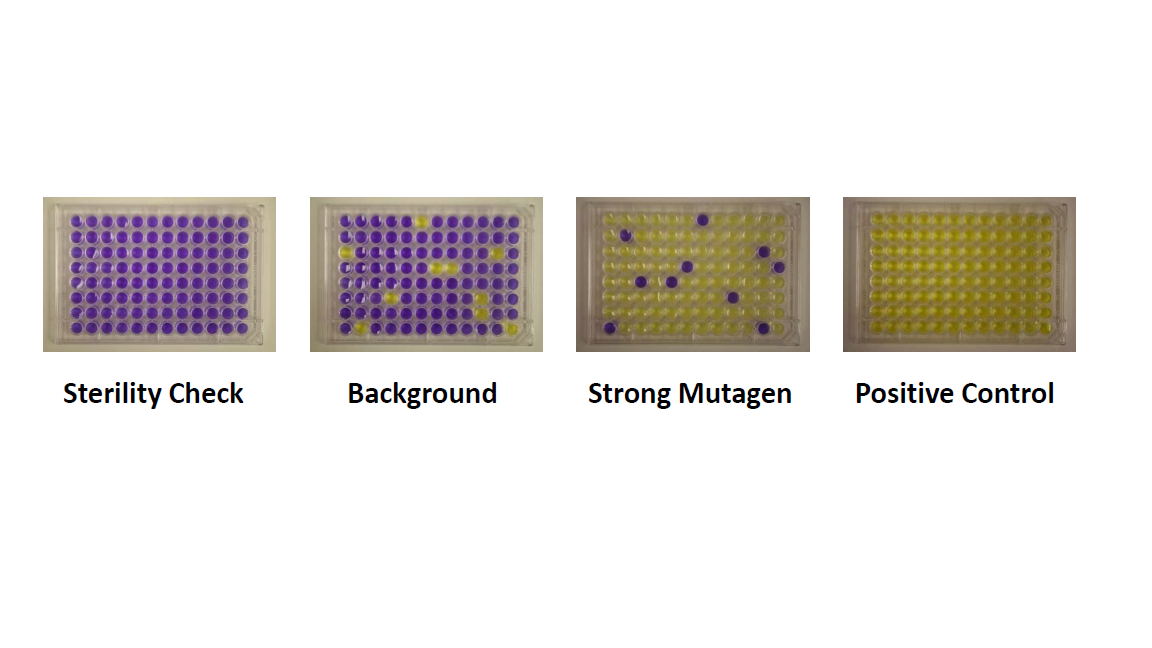 Sterility Check
Background
Strong Mutagen
Positive Control